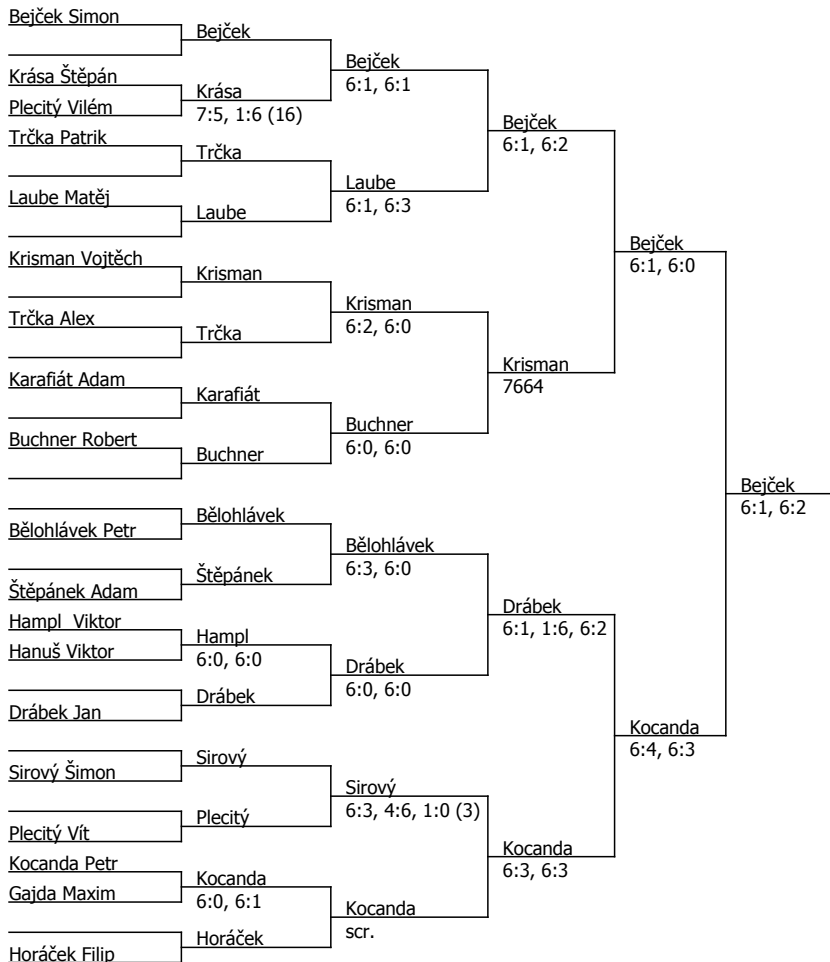 Bejček Simon
Krása Štěpán
Plecitý Vilém
Trčka Patrik
Laube Matěj
Krisman Vojtěch
Trčka Alex
Karafiát Adam
Buchner Robert
Bělohlávek Petr
Štěpánek Adam
Hampl  Viktor
Hanuš Viktor
Drábek Jan
Sirový Šimon
Plecitý Vít
Kocanda Petr
Gajda Maxim
Horáček Filip
Bejček
Krása
7:5, 1:6 (16)
Trčka
Laube
Krisman
Trčka
Karafiát
Buchner
Bělohlávek
Štěpánek
Hampl
6:0, 6:0
Drábek
Sirový
Plecitý
Kocanda
6:0, 6:1
Horáček
Bejček
6:1, 6:1
Laube
6:1, 6:3
Krisman
6:2, 6:0
Buchner
6:0, 6:0
Bělohlávek
6:3, 6:0
Drábek
6:0, 6:0
Sirový
6:3, 4:6, 1:0 (3)
Kocanda
scr.
Bejček
6:1, 6:2
Krisman
7664
Drábek
6:1, 1:6, 6:2
Kocanda
6:3, 6:3
Bejček
6:1, 6:0
Kocanda
6:4, 6:3
Bejček
6:1, 6:2